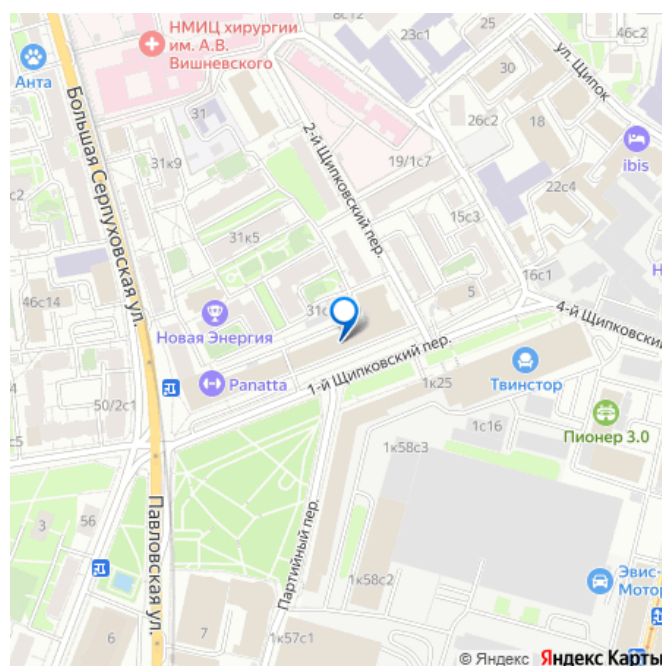 8с12
25
46с2
НМИЦ хирургии
им. А.В.
Вишневского
23с1
Анта
30
ул. Щипок
Большая Серпуховская ул.
31
2-й Щипковский пер.
26с2
18
ibis
31к9
19/1с7
22с4
с2
15с3
31к5
16с1
46с14
5
4-й Щипковский
31с
Новая Энергия
1-й Щипковский пер.
Твинстор
Panatta
1к25
50/2с1
1с16
Пионер 3.0
с5
1к58с3
Партийный пер.
56
3
Павловская ул.
Эвис-
Мотор
1к58с2
6
7
1к57с1
© Яндекс Яндекс Карты